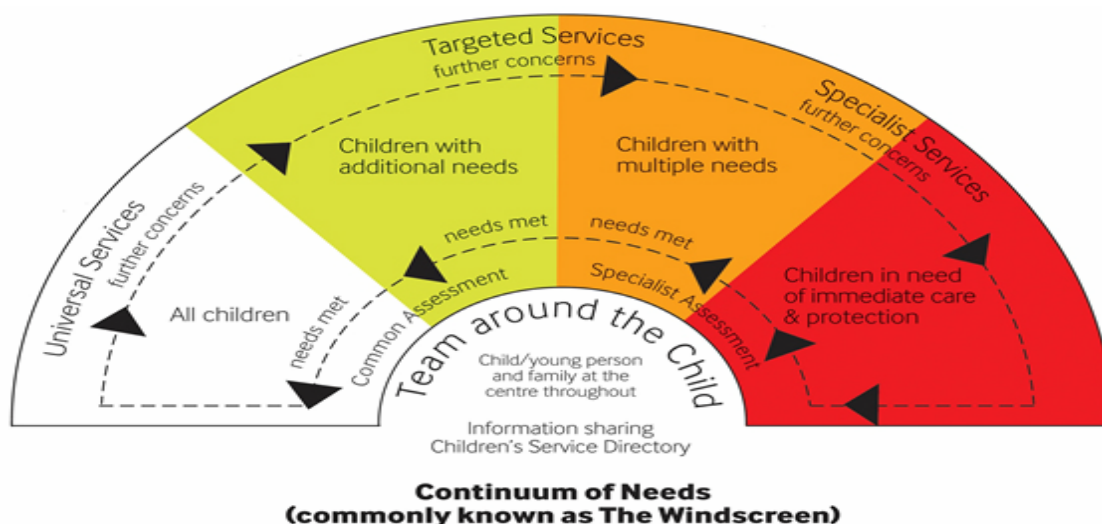 Targeted Services
further concerns
Specialist Services
further concerns
Universal Services
further concerns
Children with
additional needs
Children with
multiple needs
All children
Children in need
of immediate care
& protection
needs met
needs met
needs met
Common Assessment
Specialist Assessment
Team around the Child
Child/young person
and family at the
centre throughout
Information sharing
Children's Service Directory
Continuum of Needs
(commonly known as The Windscreen)